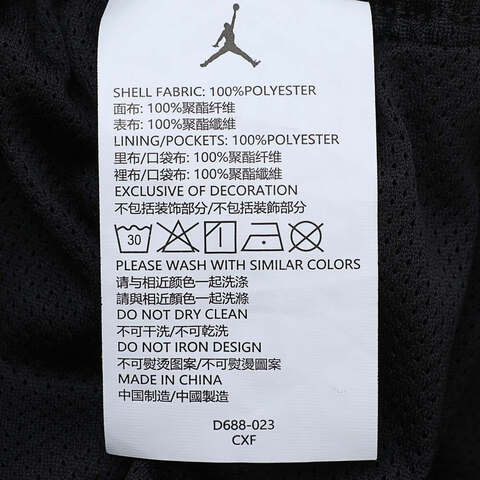 SHELL FABRIC: 100%POLYESTER
面布: 100%聚酯纤维
表布: 100%聚酯纖維
LINING/POCKETS: 100%POLYESTER
里布/口袋布: 100%聚酯纤维
裡布/口袋布: 100%聚酯纖維
EXCLUSIVE OF DECORATION
不包括装饰部分/不包括裝飾部分
30
PLEASE WASH WITH SIMILAR COLORS
请与相近颜色一起洗涤
請與相近顏色一起洗滌
DO NOT DRY CLEAN
不可干洗/不可乾洗
DO NOT IRON DESIGN
不可熨烫图案/不可熨燙圖案
MADE IN CHINA
中国制造/中國製造
D688-023
CXF